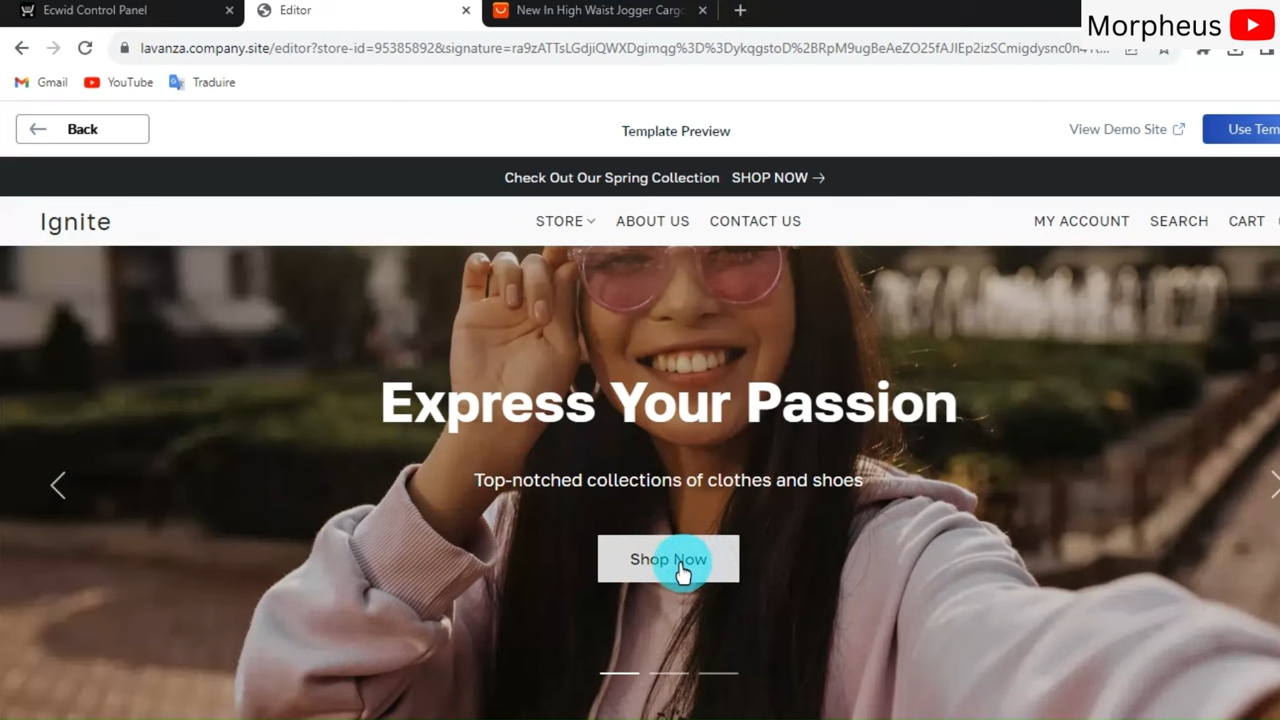 Ecwid Control Panel
Editor
New In High Waist Jogger Cargo
Morpheus
lavanza.company.site/editor?store-id=95385892&signature=ra9zATTsLGdjiQWXDgimqg%3D%3DykqgstoD%2BRpM9ugBeAeZO25fAJIEp2izSCmigdysnc0n4
Gmail
YouTube
Traduire
Back
Template Preview
View Demo Site
Use Tem
Check Out Our Spring Collection SHOP NOW →
Ignite
STORE ABOUT US CONTACT US
MY ACCOUNT SEARCH CART
Express Your Passion
Top-notched collections of clothes and shoes
Shop Now